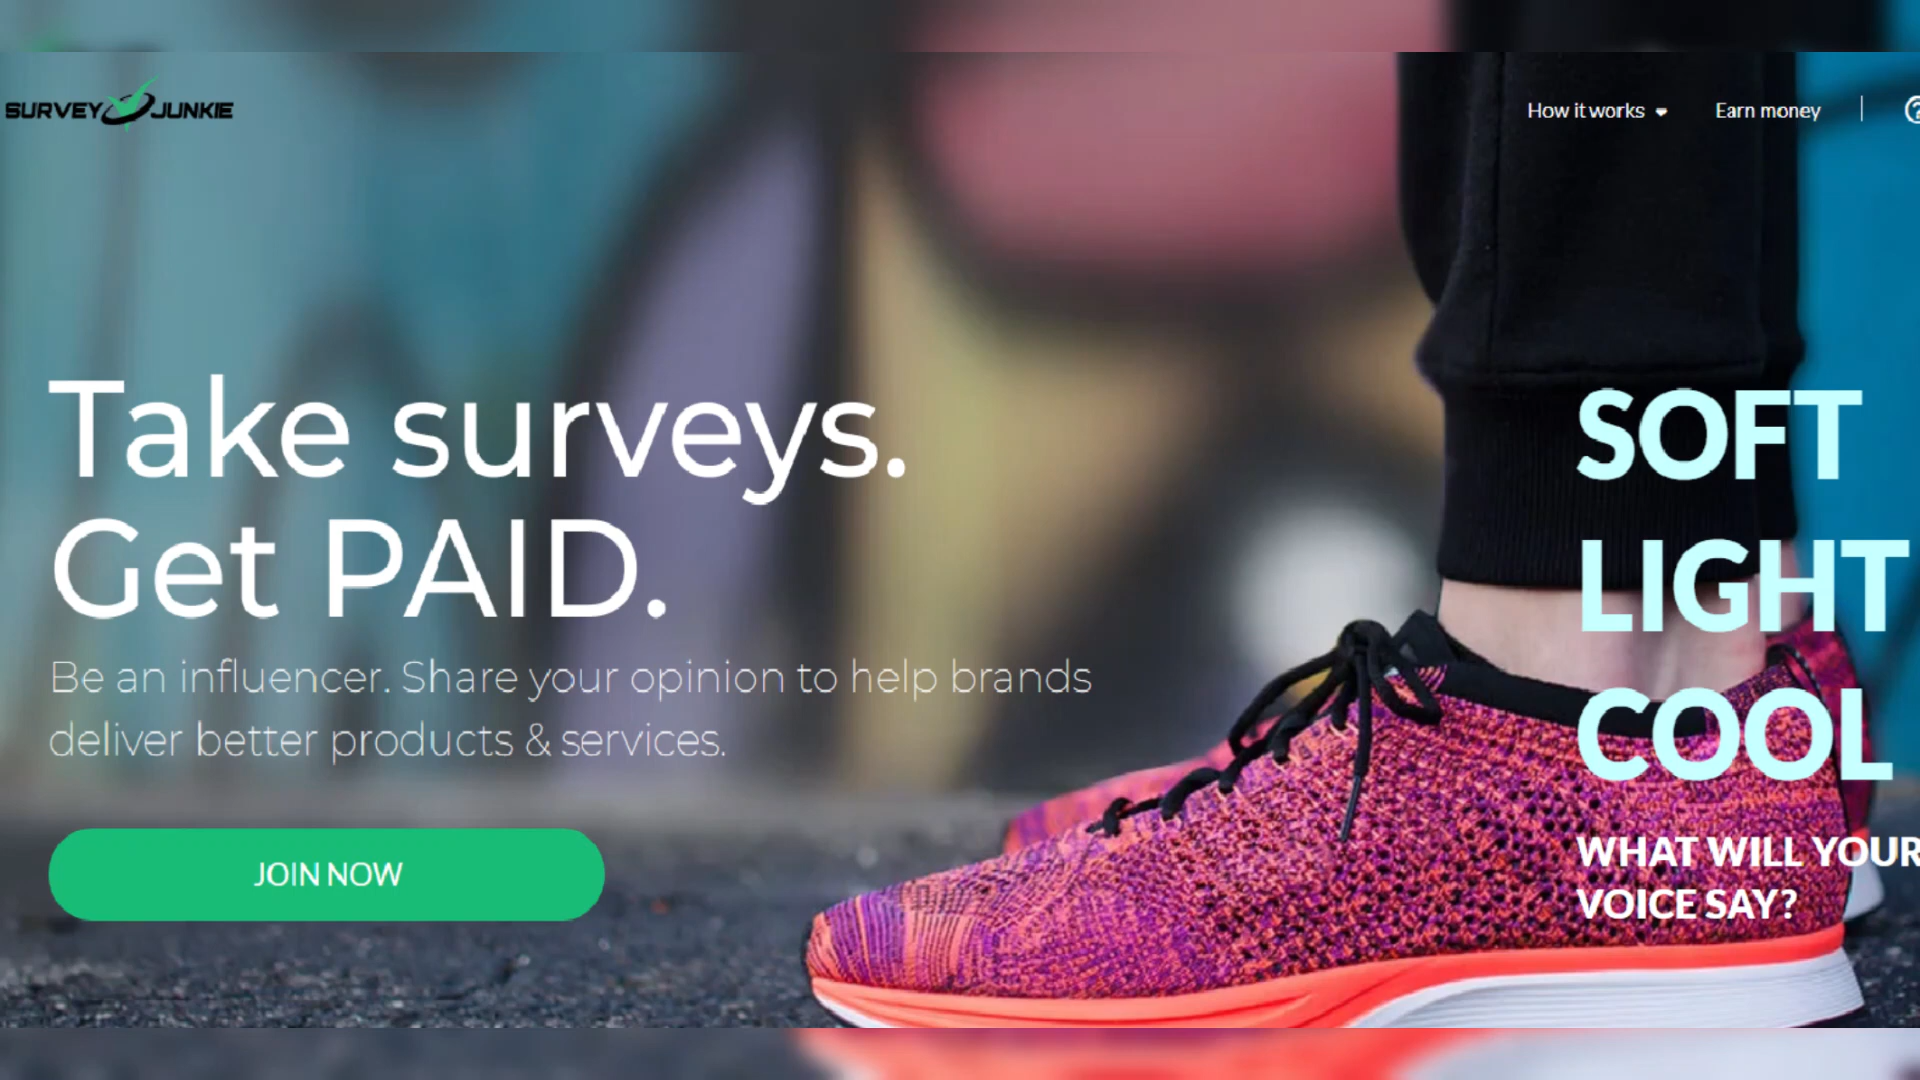 SURVEY JUNKIE
How it works
Earn money
Take surveys.
Get PAID.
Be an influencer. Share your opinion to help brands
deliver better products & services.
JOIN NOW
SOFT
LIGHT
COOL
WHAT WILL YOUR
VOICE SAY?